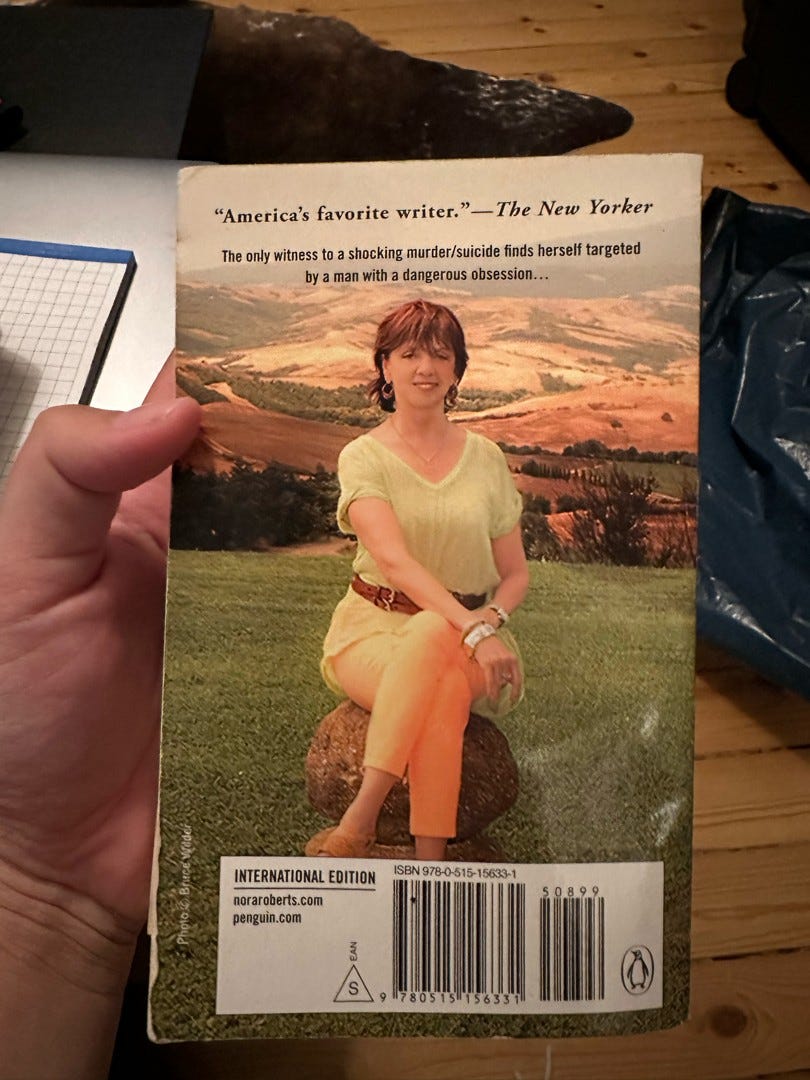 “America’s favorite writer.”—The New Yorker
The only witness to a shocking murder/suicide finds herself targeted
by a man with a dangerous obsession…
Photo © Bruce Wilder
INTERNATIONAL EDITION
noraroberts.com
penguin.com
S
EAN
ISBN 978-0-515-15633-1
50899
9 780515 156331